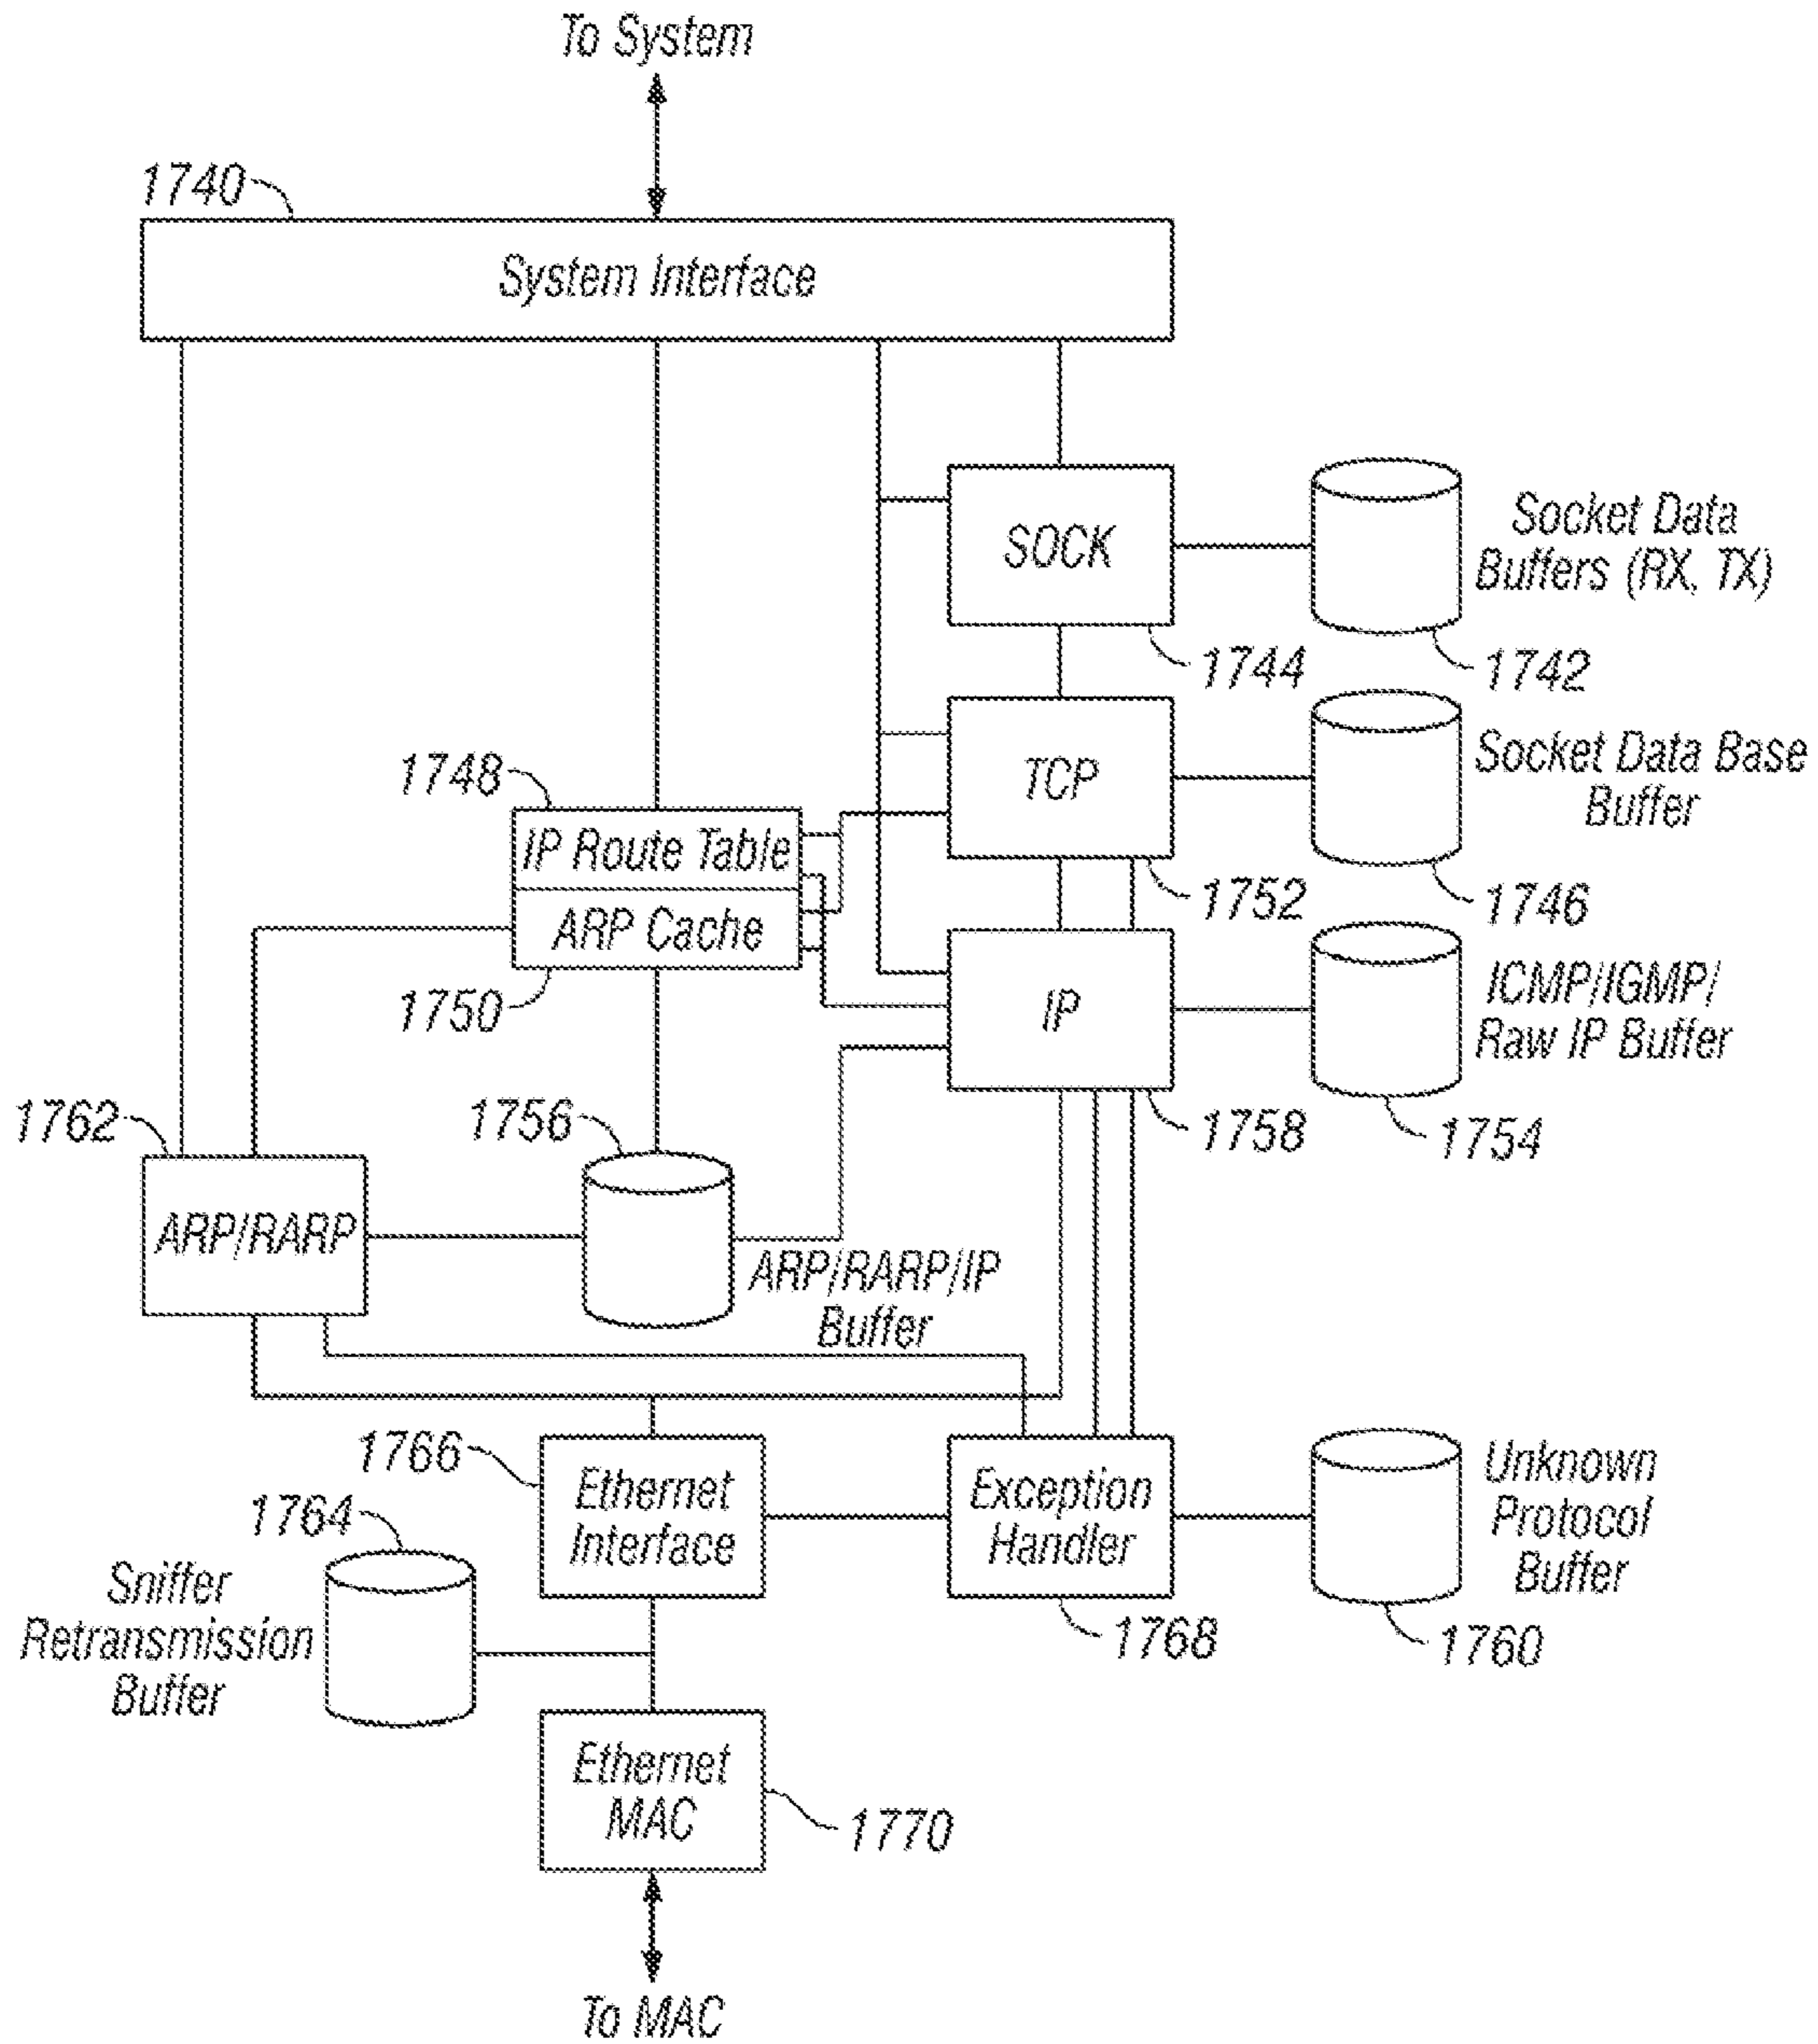 To System
1740
System Interface
SOCK
Socket Data
Buffers (RX, TX)
1744
1742
1748
TCP
Socket Data Base
Buffer
IP Route Table
1752
1746
ARP Cache
1750
IP
ICMP/IGMP/
Raw IP Buffer
1762
1756
1758
1754
ARP/RARP
ARP/RARP/IP
Buffer
1766
Ethernet
Interface
Exception
Handler
Unknown
Protocol
Buffer
1764
Sniffer
Retransmission
Buffer
1768
1760
Ethernet
MAC
1770
To MAC